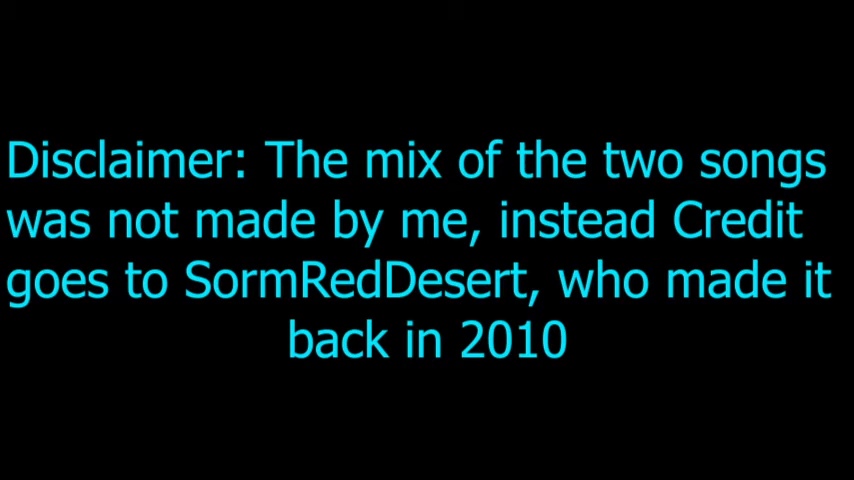 Disclaimer: The mix of the two songs
was not made by me, instead Credit
goes to SormRedDesert, who made it
back in 2010